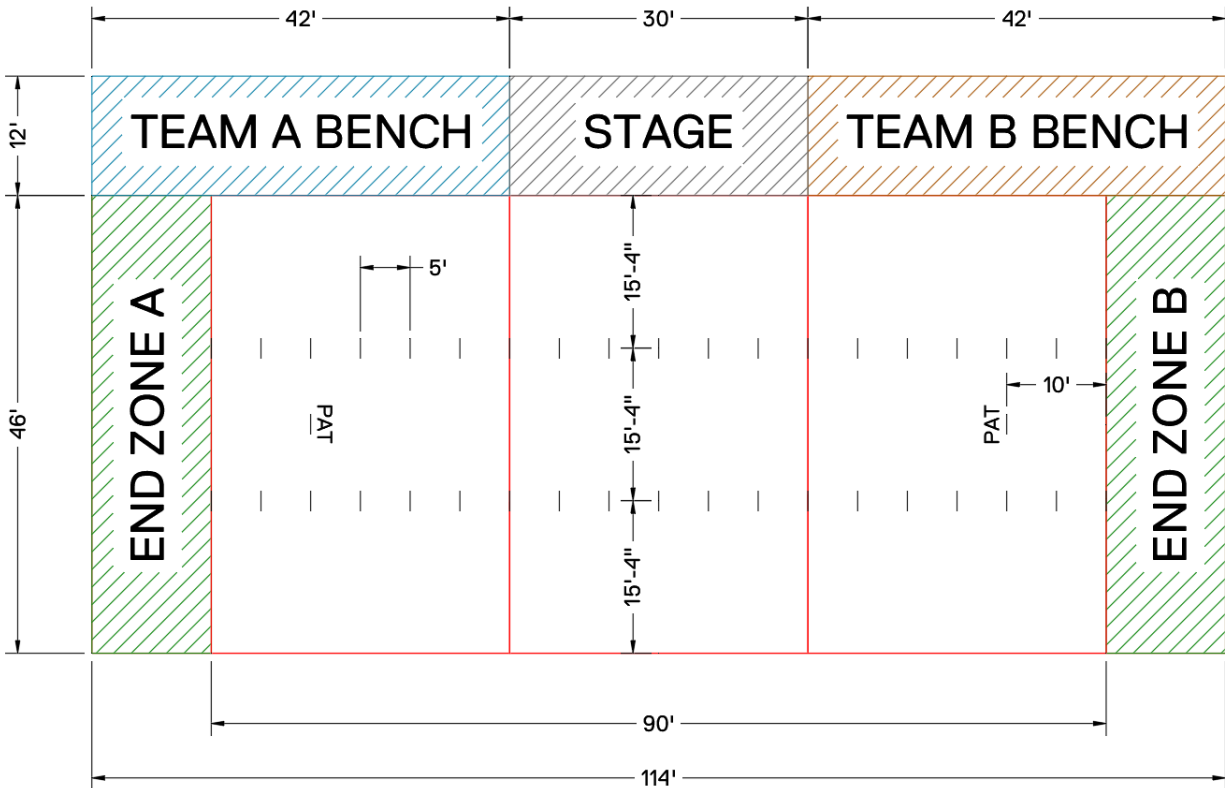 42'
30'
42'
12'
TEAM A BENCH
STAGE
TEAM B BENCH
46'
END ZONE A
5'
15'-4"
END ZONE B
10'
PAT
15'-4"
PAT
15'-4"
90'
114'